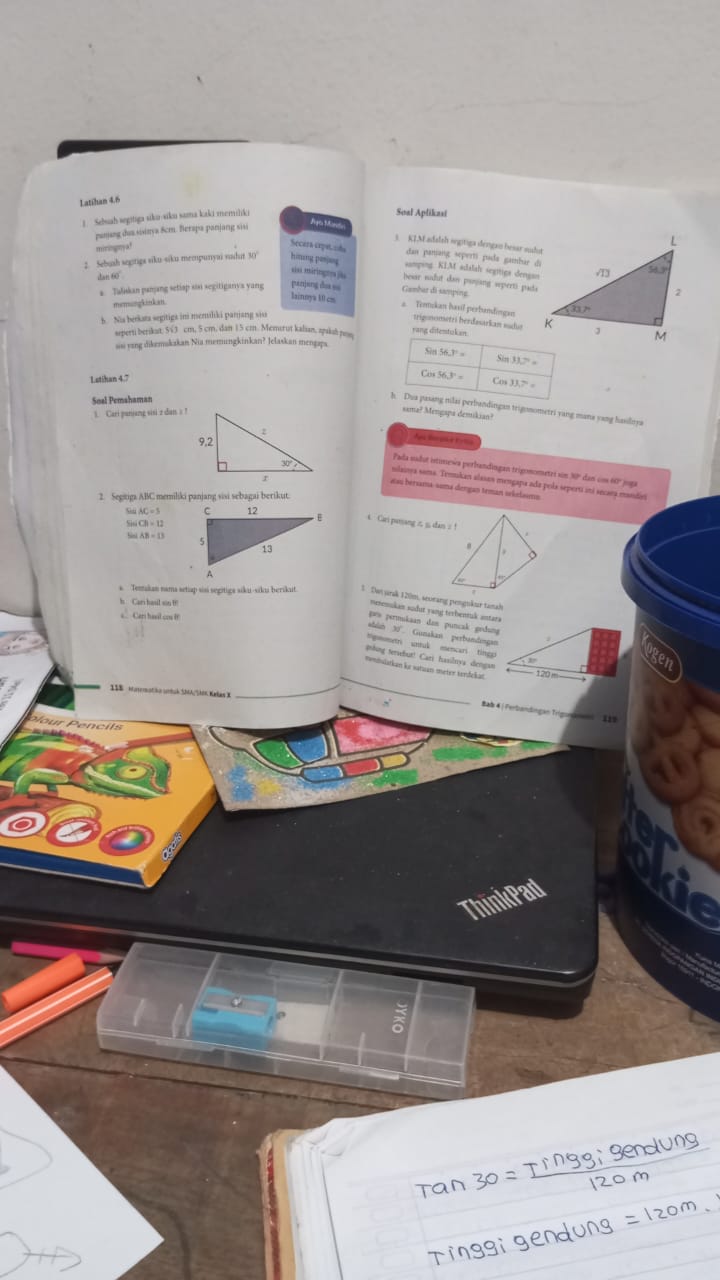 Latihan 4.6
1. Sebuah segitiga siku-siku sama kaki memiliki
panjang dua sisinya 8cm. Berapa panjang sisi
miringnya?
2. Sebuah segitiga siku-siku mempunyai sudut 30°
dan 60°.
a. Tuliskan panjang setiap sisi segitiganya yang
memungkinkan.
b. Nia berkata segitiga ini memiliki panjang sisi
seperti berikut: 5√3 cm, 5 cm, dan 15 cm. Menurut kalian, apakah
sisi yang dikemukakan Nia memungkinkan? Jelaskan mengapa.
Ayo Mandiri
Secara cepat, coba
hitung panjang
sisi miringnya jika
panjang dua sisi
lainnya 10 cm
Latihan 4.7
Soal Pemahaman
1. Cari panjang sisi z dan x !
9,2
z
30°
x
2. Segitiga ABC memiliki panjang sisi sebagai berikut:
Sisi AC = 5
Sisi CB = 12
Sisi AB = 13
C
12
B
5
13
A
a. Tentukan nama setiap sisi segitiga siku-siku berikut.
b. Cari hasil sin θ!
c. Cari hasil cos θ!
118 Matematika untuk SMA/SMK Kelas X
Soal Aplikasi
3. KLM adalah segitiga dengan besar sudut
dan panjang seperti pada gambar di
samping. KLM adalah segitiga dengan
besar sudut dan panjang seperti pada
Gambar di samping.
a. Tentukan hasil perbandingan
trigonometri berdasarkan sudut
yang ditentukan.
L
√13
56,3°
2
33,7°
K
3
M
Sin 56,3° =
Sin 33,7° =
Cos 56,3° =
Cos 33,7° =
b. Dua pasang nilai perbandingan trigonometri yang mana yang hasilnya
sama? Mengapa demikian?
Ayo Berpikir Kritis
Pada sudut istimewa perbandingan trigonometri sin 30° dan cos 60° juga
nilainya sama. Temukan alasan mengapa ada pola seperti ini secara mandiri
atau bersama-sama dengan teman sekelasmu.
4. Cari panjang x, y, dan z !
8
5. Dari jarak 120m, seorang pengukur tanah
menemukan sudut yang terbentuk antara
garis permukaan dan puncak gedung
adalah 30°. Gunakan perbandingan
trigonometri untuk mencari tinggi
gedung tersebut! Cari hasilnya dengan
membulatkan ke satuan meter terdekat.
30°
120 m
Bab 4 | Perbandingan Trigonometri 119
Kogen
Colour Pencils
ThinkPad
JOYKO
Tan 30 = Tinggi gendung
120 m
Tinggi gendung = 120 m .